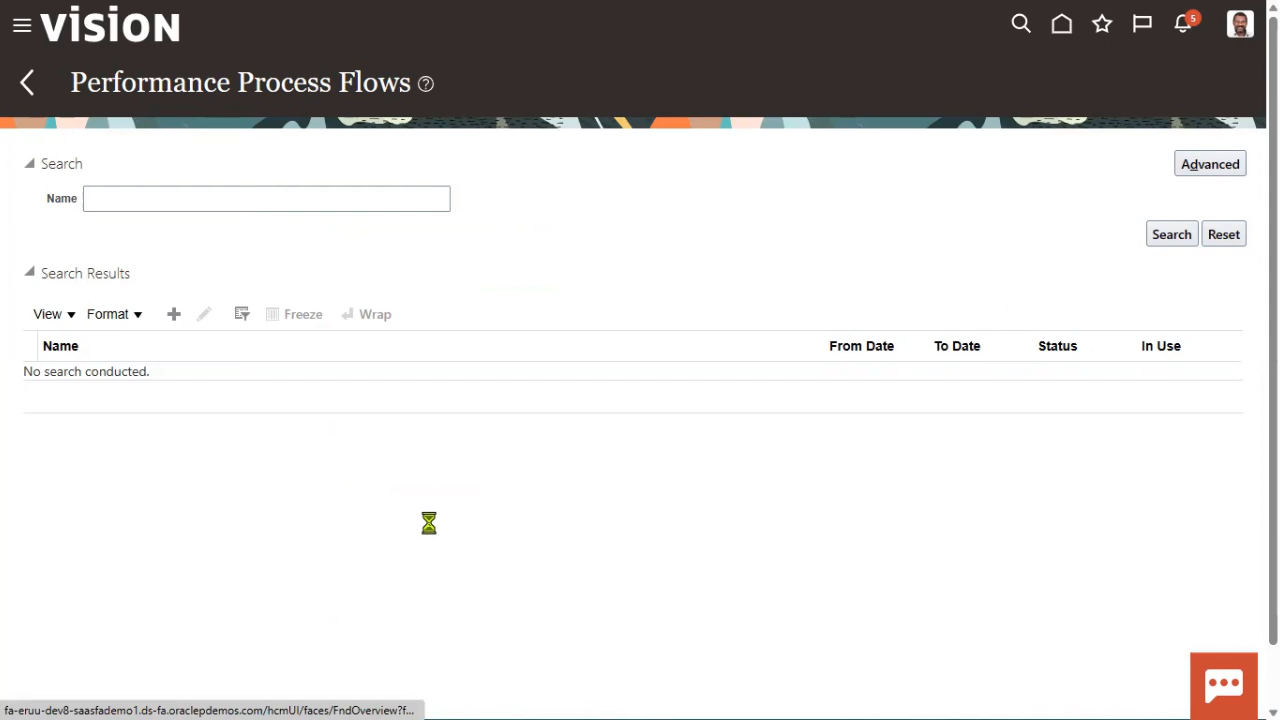 vision
5
Performance Process Flows
Search
Advanced
Name
Search Reset
Search Results
View Format Freeze Wrap
Name From Date To Date Status In Use
No search conducted.
fa-eruu-dev8-saasfademo1.ds-fa.oraclepdemos.com/hcmUI/faces/FndOverview?f...